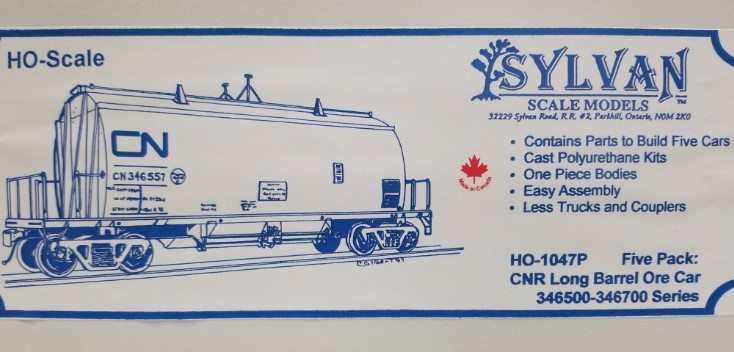 HO-Scale
CN
CN 346557
SYLVAN
SCALE MODELS
32229 Sylvan Road, R.R. #2, Parkhill, Ontario, N0M 2K0
• Contains Parts to Build Five Cars
• Cast Polyurethane Kits
• One Piece Bodies
• Easy Assembly
• Less Trucks and Couplers
Made in Canada
HO-1047P Five Pack:
CNR Long Barrel Ore Car
346500-346700 Series